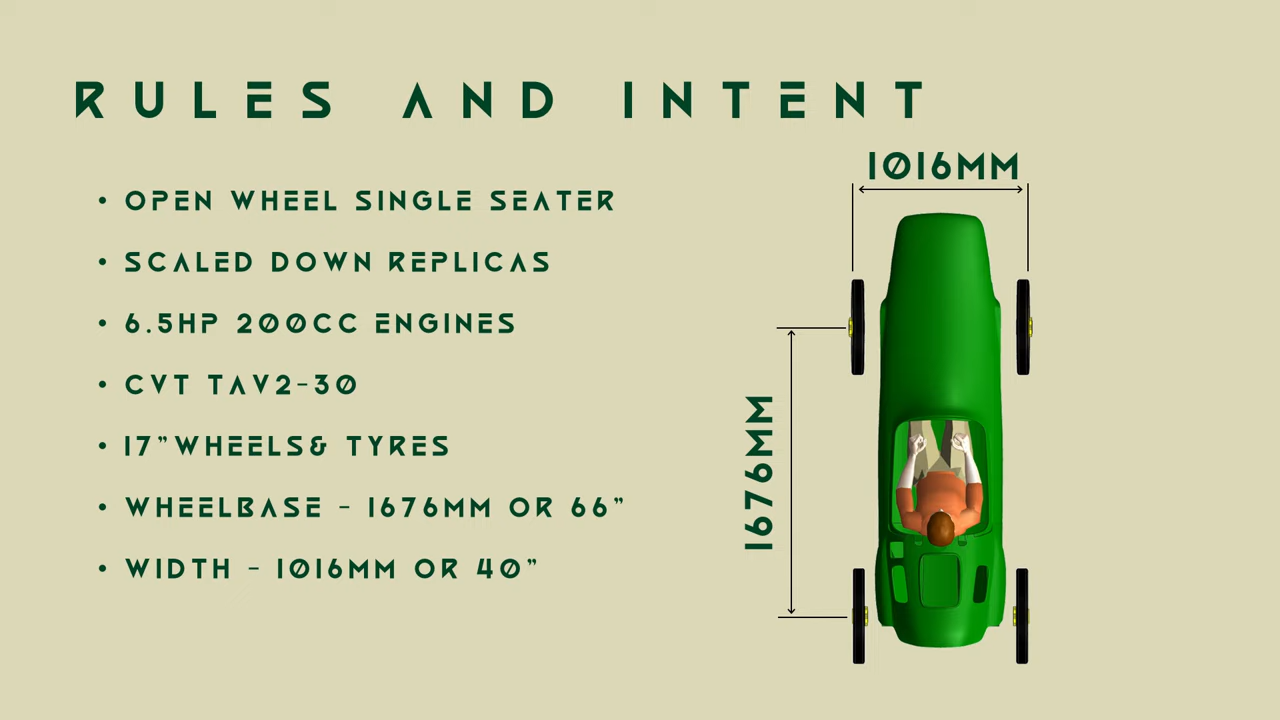 RULES AND INTENT
• OPEN WHEEL SINGLE SEATER
• SCALED DOWN REPLICAS
• 6.5HP 200CC ENGINES
• CVT TAV2-30
• 17"WHEELS& TYRES
• WHEELBASE - 1676MM OR 66"
• WIDTH - 1016MM OR 40"
1016MM
1676MM